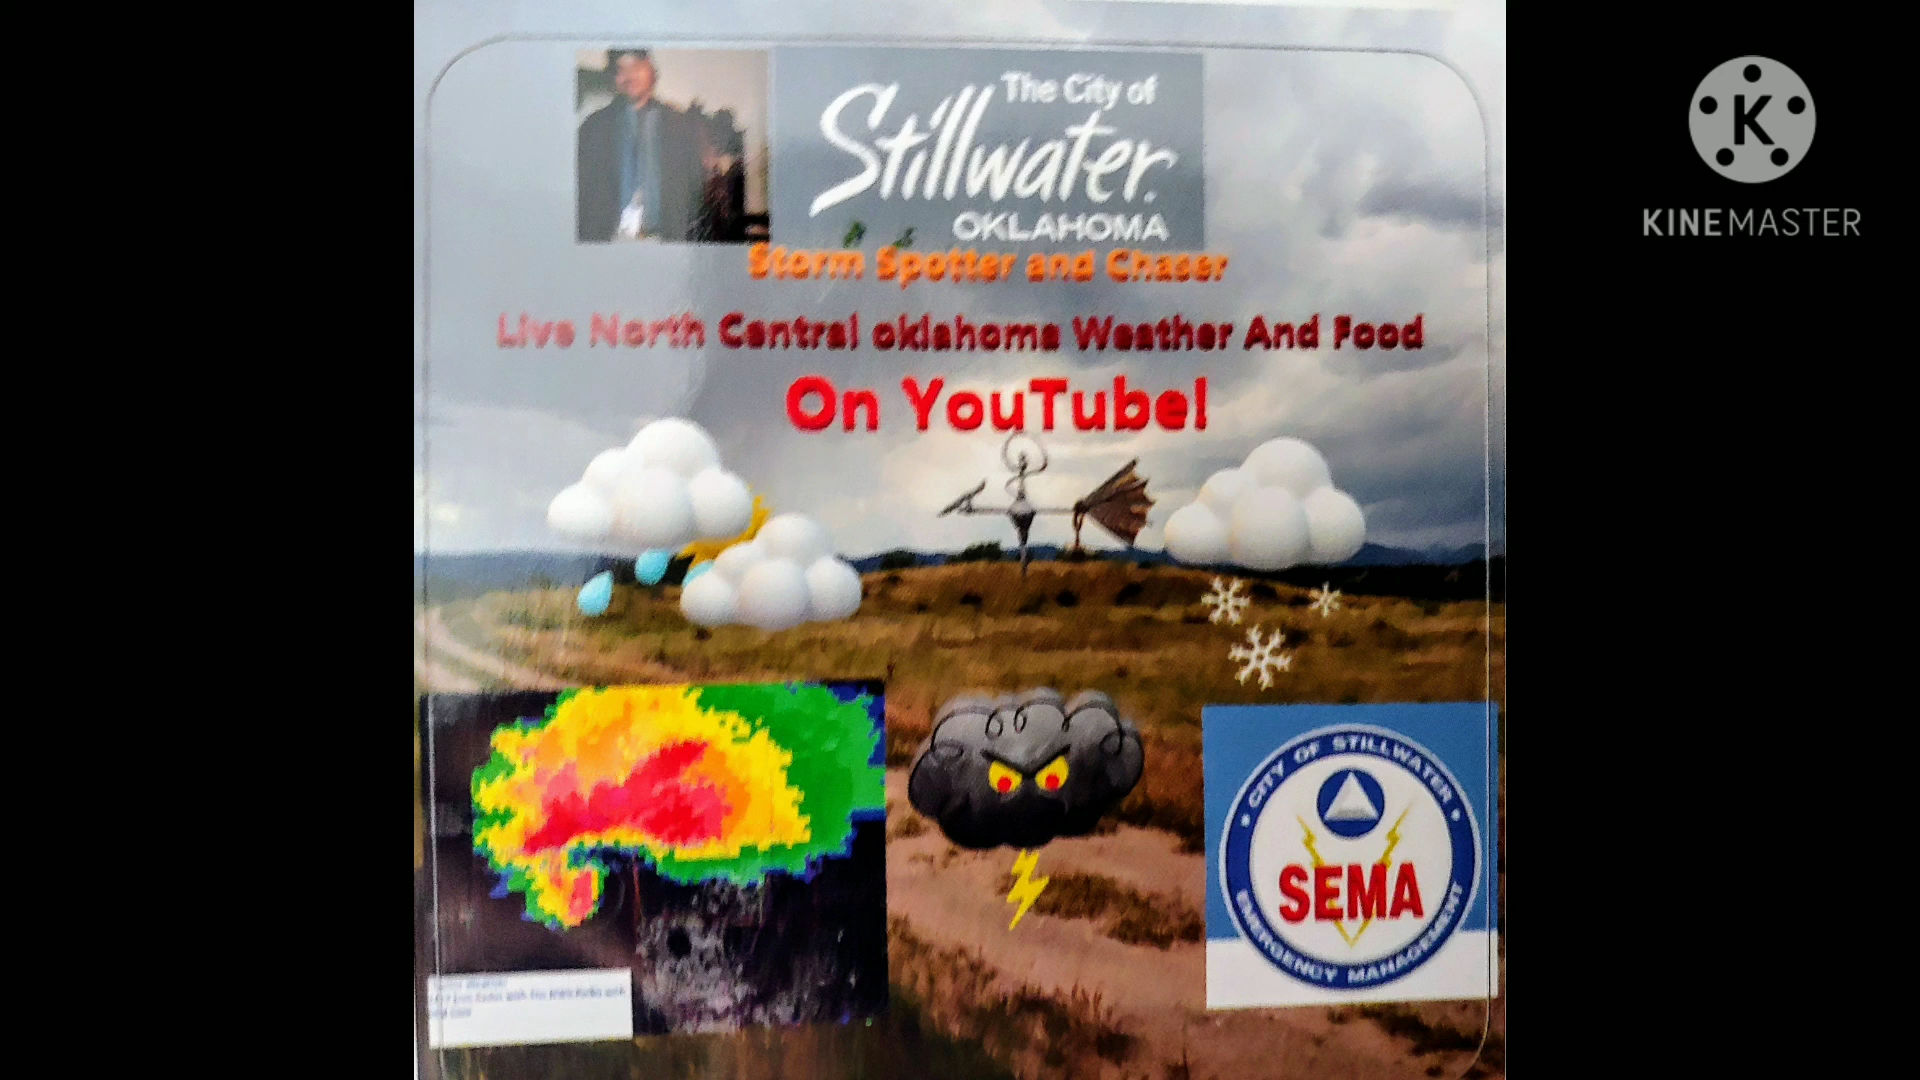 The City of
Stillwater
OKLAHOMA
Storm Spotter and Chaser
Live North Central oklahoma Weather And Food
On YouTube!
K
KINEMASTER
CITY OF STILLWATER
SEMA
EMERGENCY MANAGEMENT